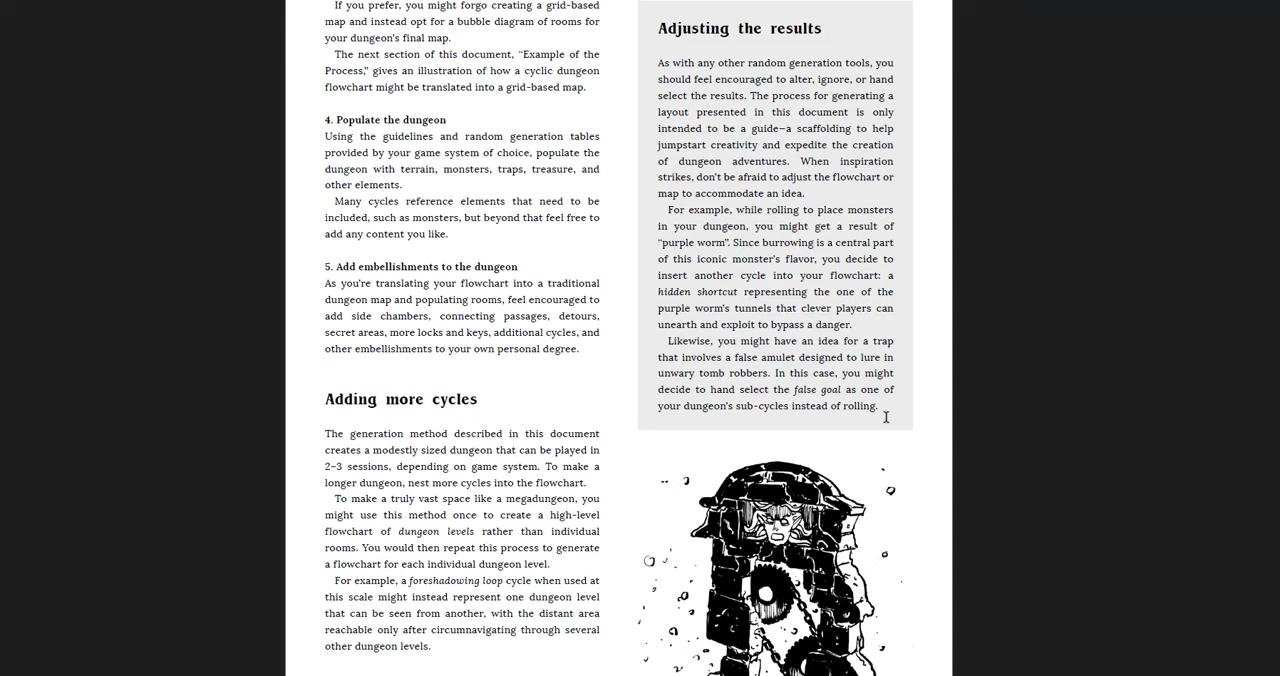 If you prefer, you might forgo creating a grid-based
map and instead opt for a bubble diagram of rooms for
your dungeon's final map.
The next section of this document, “Example of the
Process,” gives an illustration of how a cyclic dungeon
flowchart might be translated into a grid-based map.
4. Populate the dungeon
Using the guidelines and random generation tables
provided by your game system of choice, populate the
dungeon with terrain, monsters, traps, treasure, and
other elements.
Many cycles reference elements that need to be
included, such as monsters, but beyond that feel free to
add any content you like.
5. Add embellishments to the dungeon
As you're translating your flowchart into a traditional
dungeon map and populating rooms, feel encouraged to
add side chambers, connecting passages, detours,
secret areas, more locks and keys, additional cycles, and
other embellishments to your own personal degree.
Adding more cycles
The generation method described in this document
creates a modestly sized dungeon that can be played in
2–3 sessions, depending on game system. To make a
longer dungeon, nest more cycles into the flowchart.
To make a truly vast space like a megadungeon, you
might use this method once to create a high-level
flowchart of dungeon levels rather than individual
rooms. You would then repeat this process to generate
a flowchart for each individual dungeon level.
For example, a foreshadowing loop cycle when used at
this scale might instead represent one dungeon level
that can be seen from another, with the distant area
reachable only after circumnavigating through several
other dungeon levels.
Adjusting the results
As with any other random generation tools, you
should feel encouraged to alter, ignore, or hand
select the results. The process for generating a
layout presented in this document is only
intended to be a guide—a scaffolding to help
jumpstart creativity and expedite the creation
of dungeon adventures. When inspiration
strikes, don't be afraid to adjust the flowchart or
map to accommodate an idea.
For example, while rolling to place monsters
in your dungeon, you might get a result of
“purple worm”. Since burrowing is a central part
of this iconic monster's flavor, you decide to
insert another cycle into your flowchart: a
hidden shortcut representing the one of the
purple worm's tunnels that clever players can
unearth and exploit to bypass a danger.
Likewise, you might have an idea for a trap
that involves a false amulet designed to lure in
unwary tomb robbers. In this case, you might
decide to hand select the false goal as one of
your dungeon's sub-cycles instead of rolling.